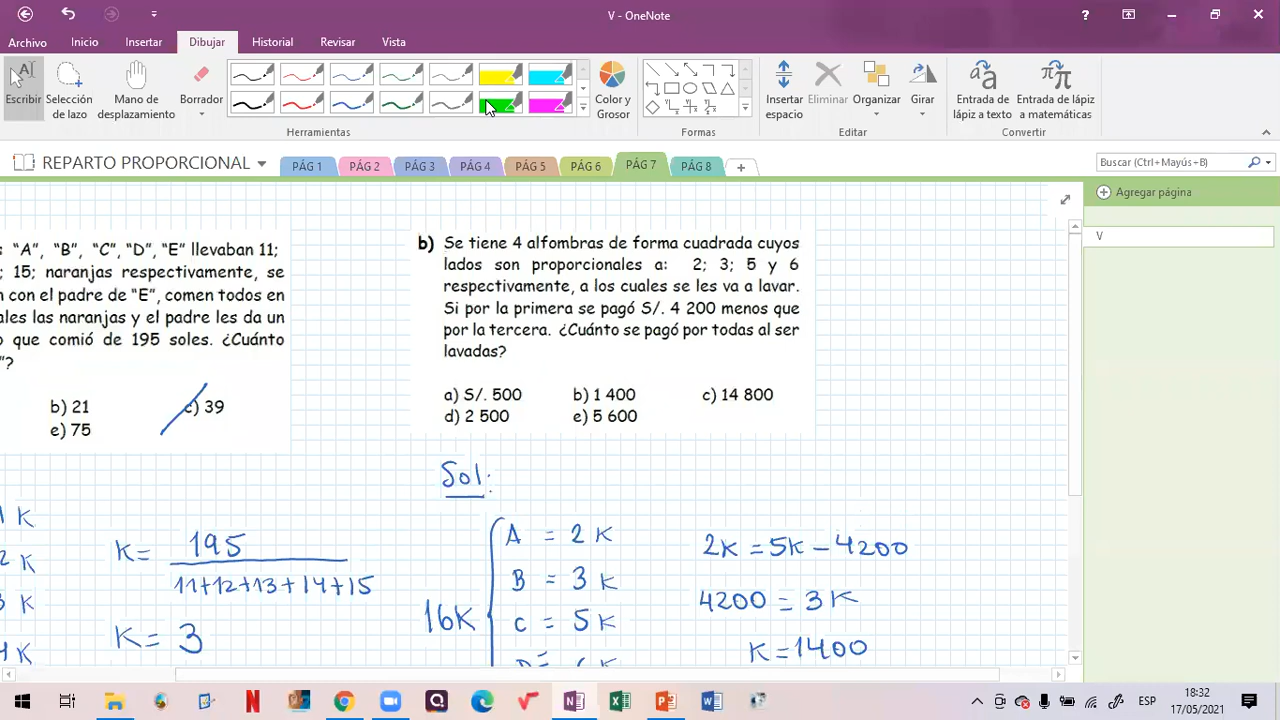 V - OneNote
Archivo Inicio Insertar Dibujar Historial Revisar Vista
Escribir
Selección de lazo
Mano de desplazamiento
Borrador
Color y Grosor
Insertar espacio
Eliminar
Organizar
Girar
Entrada de lápiz a texto
Entrada de lápiz a matemáticas
Herramientas
Formas
Editar
Convertir
REPARTO PROPORCIONAL
PÁG 1 PÁG 2 PÁG 3 PÁG 4 PÁG 5 PÁG 6 PÁG 7 PÁG 8
Buscar (Ctrl+Mayús+B)
Agregar página
V
"A", "B", "C", "D", "E" llevaban 11;
; 15; naranjas respectivamente, se
n con el padre de "E", comen todos en
ales las naranjas y el padre les da un
o que comió de 195 soles. ¿Cuánto
"?
b) 21 c) 39
e) 75
b) Se tiene 4 alfombras de forma cuadrada cuyos
lados son proporcionales a: 2; 3; 5 y 6
respectivamente, a los cuales se les va a lavar.
Si por la primera se pagó S/. 4 200 menos que
por la tercera. ¿Cuánto se pagó por todas al ser
lavadas?
a) S/. 500 b) 1 400 c) 14 800
d) 2 500 e) 5 600
K
2 K
K
K
K = 195
11+12+13+14+15
K = 3
Sol:
16K
A = 2 K
B = 3 K
C = 5 K
2K = 5K - 4200
4200 = 3 K
K = 1400
ESP
18:32
17/05/2021